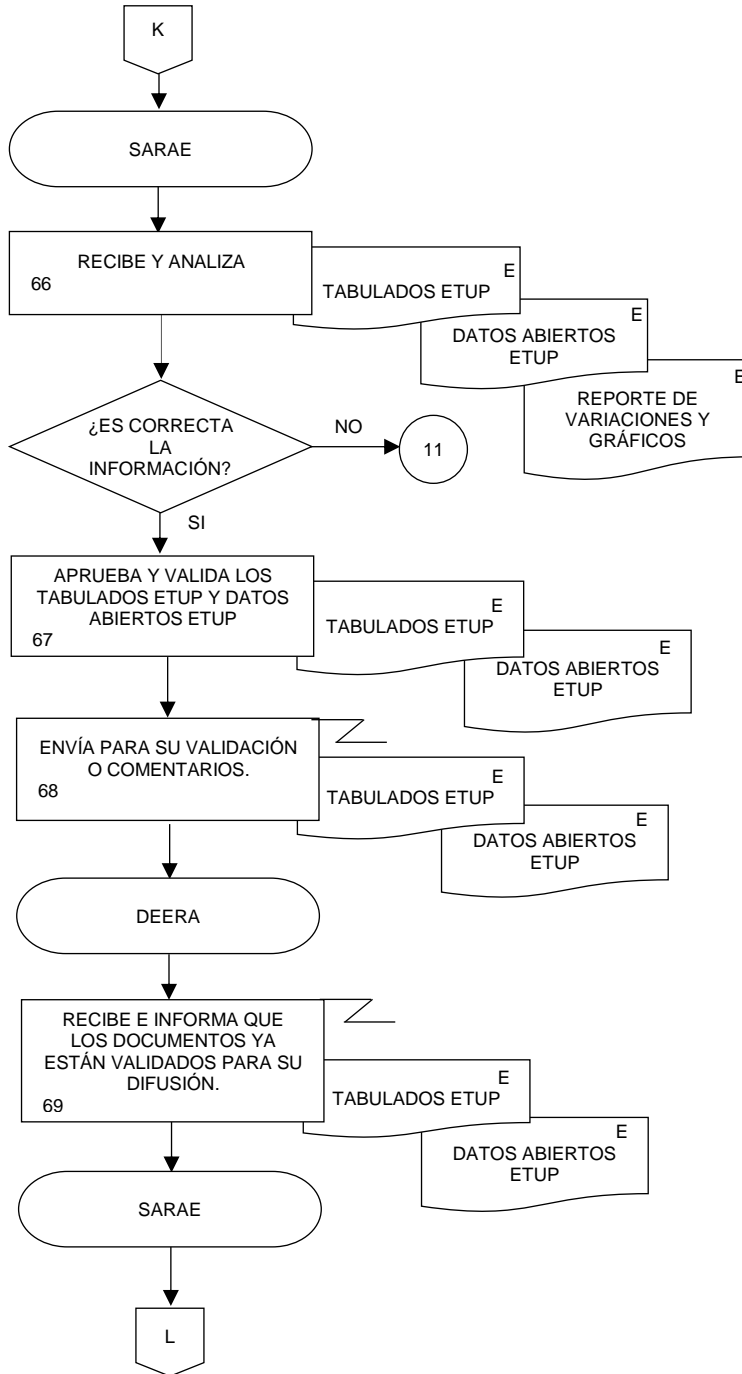 K
SARAE
RECIBE Y ANALIZA
66
E
TABULADOS ETUP
E
DATOS ABIERTOS
ETUP
E
REPORTE DE
VARIACIONES Y
GRÁFICOS
¿ES CORRECTA
LA
INFORMACIÓN?
NO
11
SI
APRUEBA Y VALIDA LOS
TABULADOS ETUP Y DATOS
ABIERTOS ETUP
67
E
TABULADOS ETUP
E
DATOS ABIERTOS
ETUP
ENVÍA PARA SU VALIDACIÓN
O COMENTARIOS.
68
E
TABULADOS ETUP
E
DATOS ABIERTOS
ETUP
DEERA
RECIBE E INFORMA QUE
LOS DOCUMENTOS YA
ESTÁN VALIDADOS PARA SU
DIFUSIÓN.
69
E
TABULADOS ETUP
E
DATOS ABIERTOS
ETUP
SARAE
L